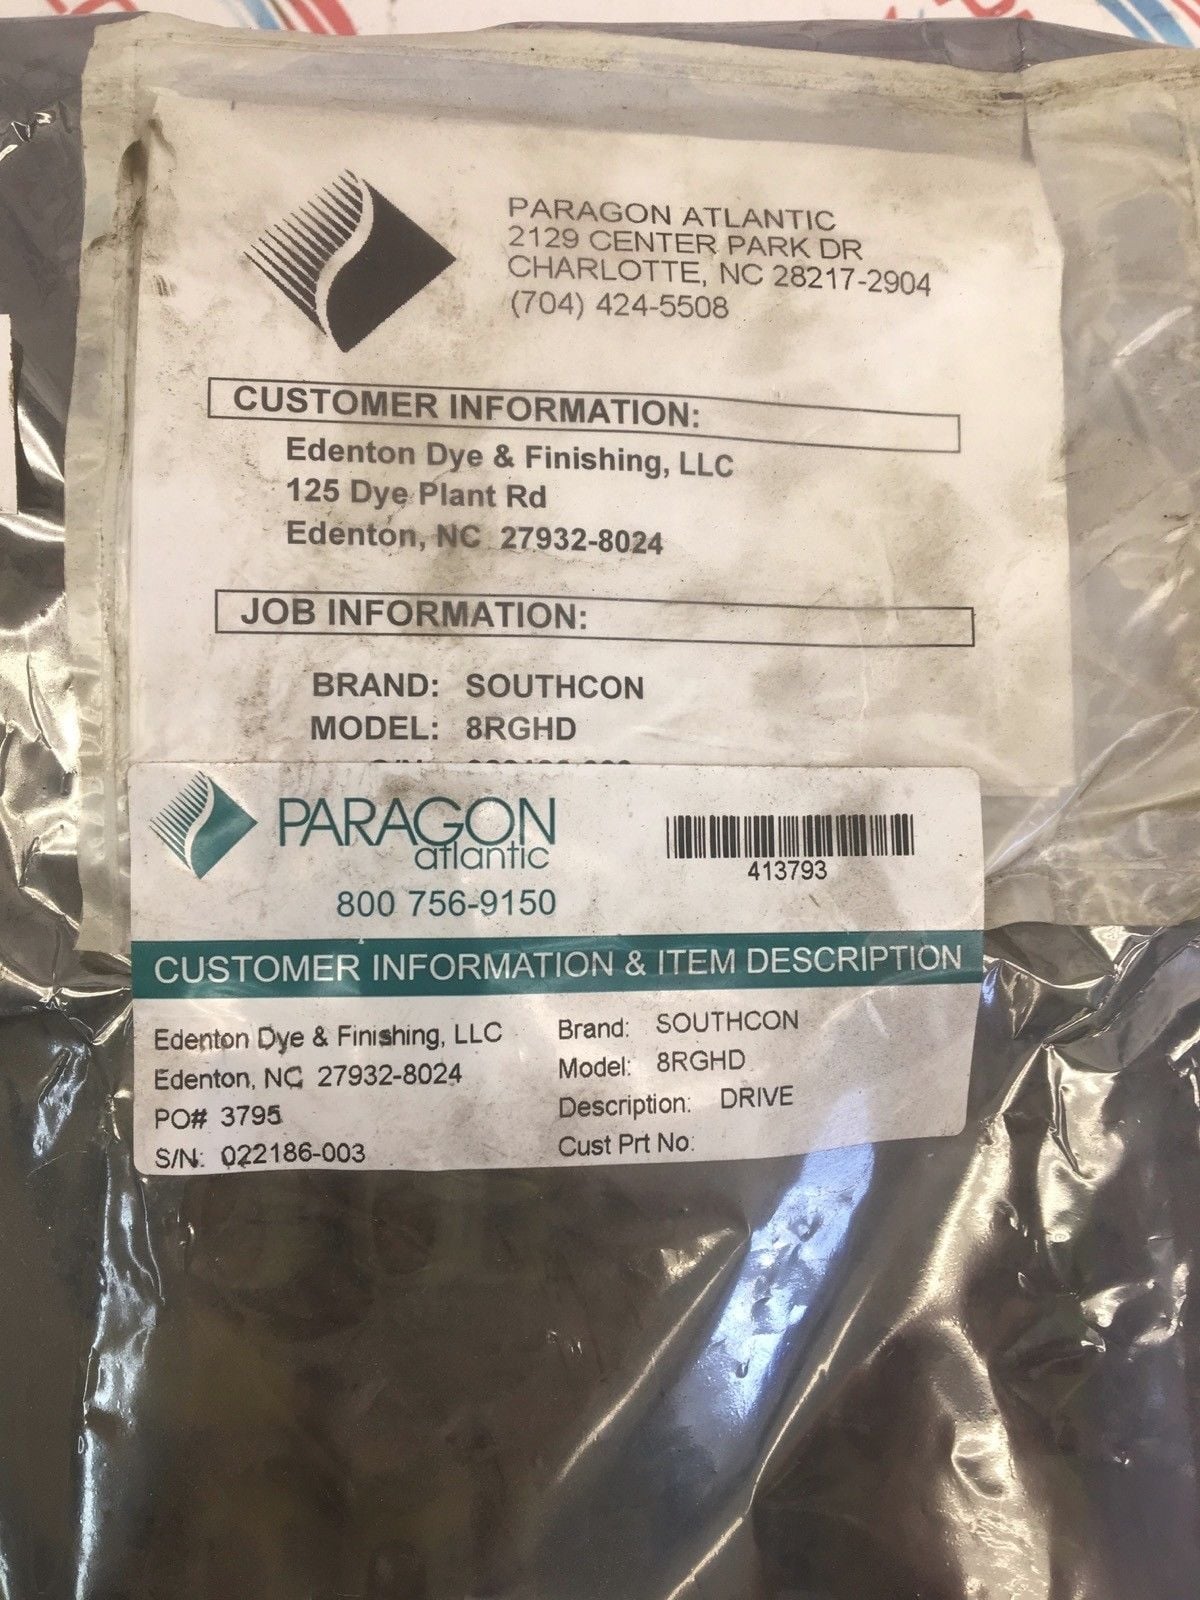 PARAGON ATLANTIC
2129 CENTER PARK DR
CHARLOTTE, NC 28217-2904
(704) 424-5508
CUSTOMER INFORMATION:
Edenton Dye & Finishing, LLC
125 Dye Plant Rd
Edenton, NC 27932-8024
JOB INFORMATION:
BRAND: SOUTHCON
MODEL: 8RGHD
PARAGON
atlantic
800 756-9150
413793
CUSTOMER INFORMATION & ITEM DESCRIPTION
Edenton Dye & Finishing, LLC
Edenton, NC 27932-8024
PO# 3795
S/N: 022186-003
Brand: SOUTHCON
Model: 8RGHD
Description: DRIVE
Cust Prt No: